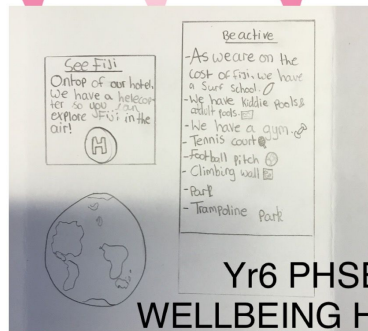 See Fiji
Ontop of our hotel,
We have a helecop
ter so you can
explore Fiji in the
air!
H
Be active
-As we are on the
cost of fiji, we have
a Surf school.
-We have kiddie pools &
adult pools.
-We have a gym.
-Tennis court
-Football pitch
-Climbing wall
-Park
-Trampoline Park
Yr6 PHSE
WELLBEING H